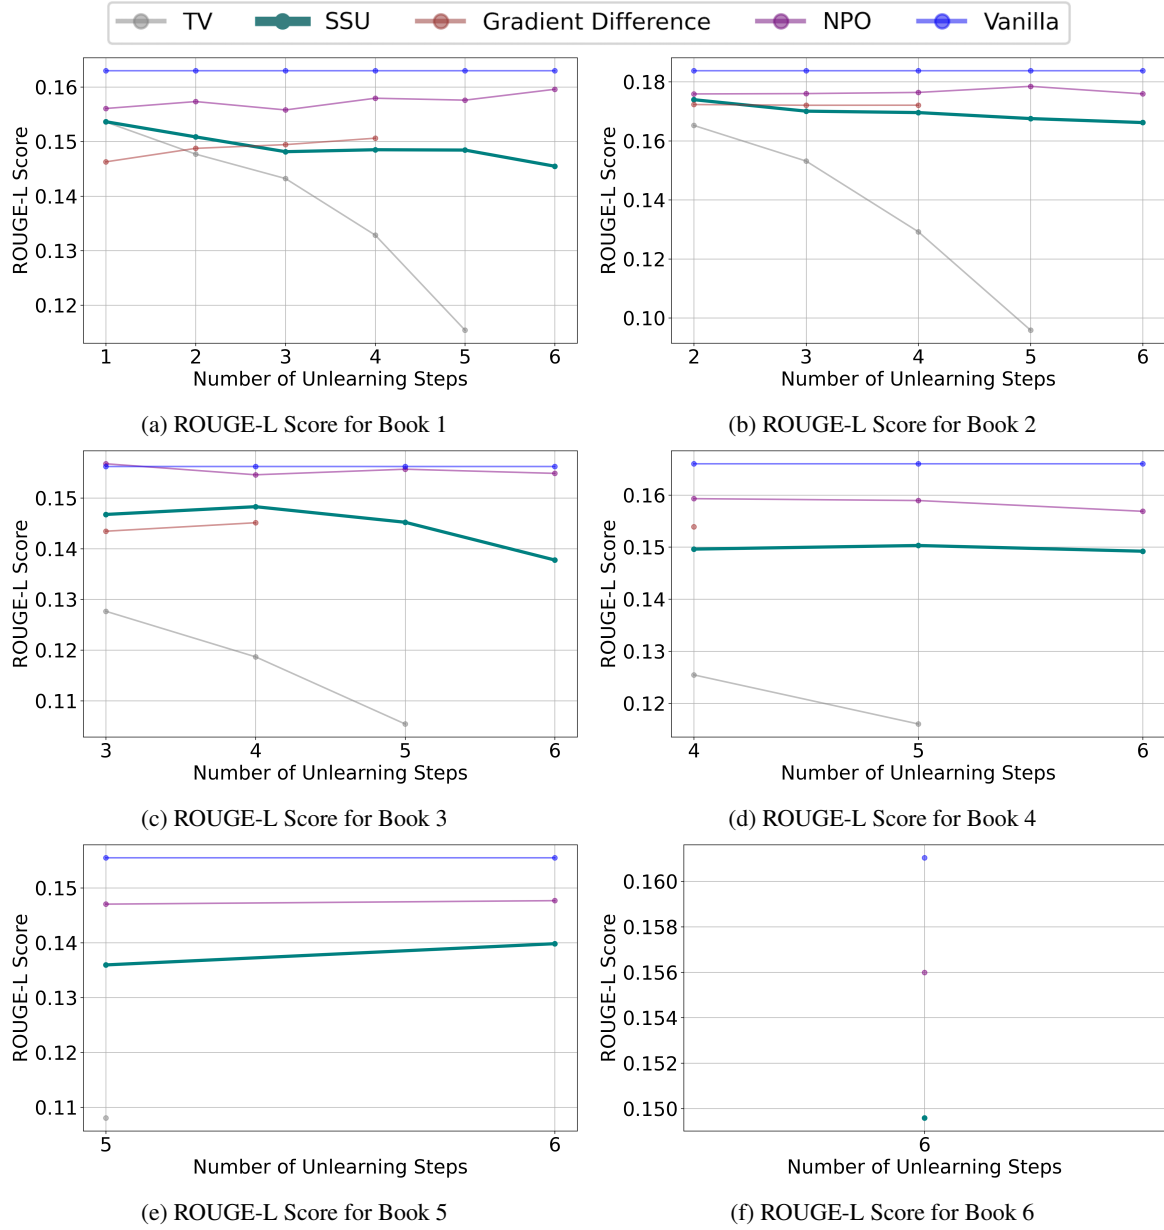 TV SSU Gradient Difference NPO Vanilla
0.16
0.15
0.14
0.13
0.12
ROUGE-L Score
1 2 3 4 5 6
Number of Unlearning Steps
(a) ROUGE-L Score for Book 1
0.18
0.16
0.14
0.12
0.10
ROUGE-L Score
2 3 4 5 6
Number of Unlearning Steps
(b) ROUGE-L Score for Book 2
0.15
0.14
0.13
0.12
0.11
ROUGE-L Score
3 4 5 6
Number of Unlearning Steps
(c) ROUGE-L Score for Book 3
0.16
0.15
0.14
0.13
0.12
ROUGE-L Score
4 5 6
Number of Unlearning Steps
(d) ROUGE-L Score for Book 4
0.15
0.14
0.13
0.12
0.11
ROUGE-L Score
5 6
Number of Unlearning Steps
(e) ROUGE-L Score for Book 5
0.160
0.158
0.156
0.154
0.152
0.150
ROUGE-L Score
6
Number of Unlearning Steps
(f) ROUGE-L Score for Book 6